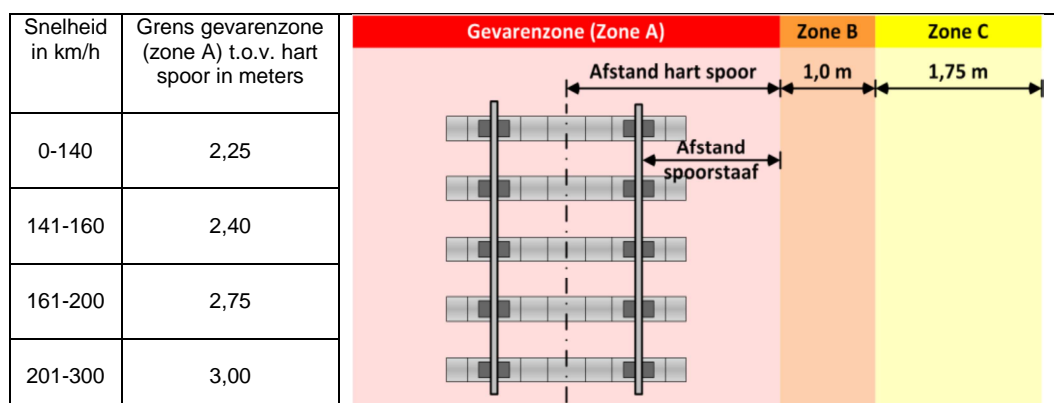 Snelheid
in km/h
Grens gevarenzone
(zone A) t.o.v. hart
spoor in meters
0-140
2,25
141-160
2,40
161-200
2,75
201-300
3,00
Gevarenzone (Zone A)
Zone B
Zone C
Afstand hart spoor
1,0 m
1,75 m
Afstand
spoorstaaf